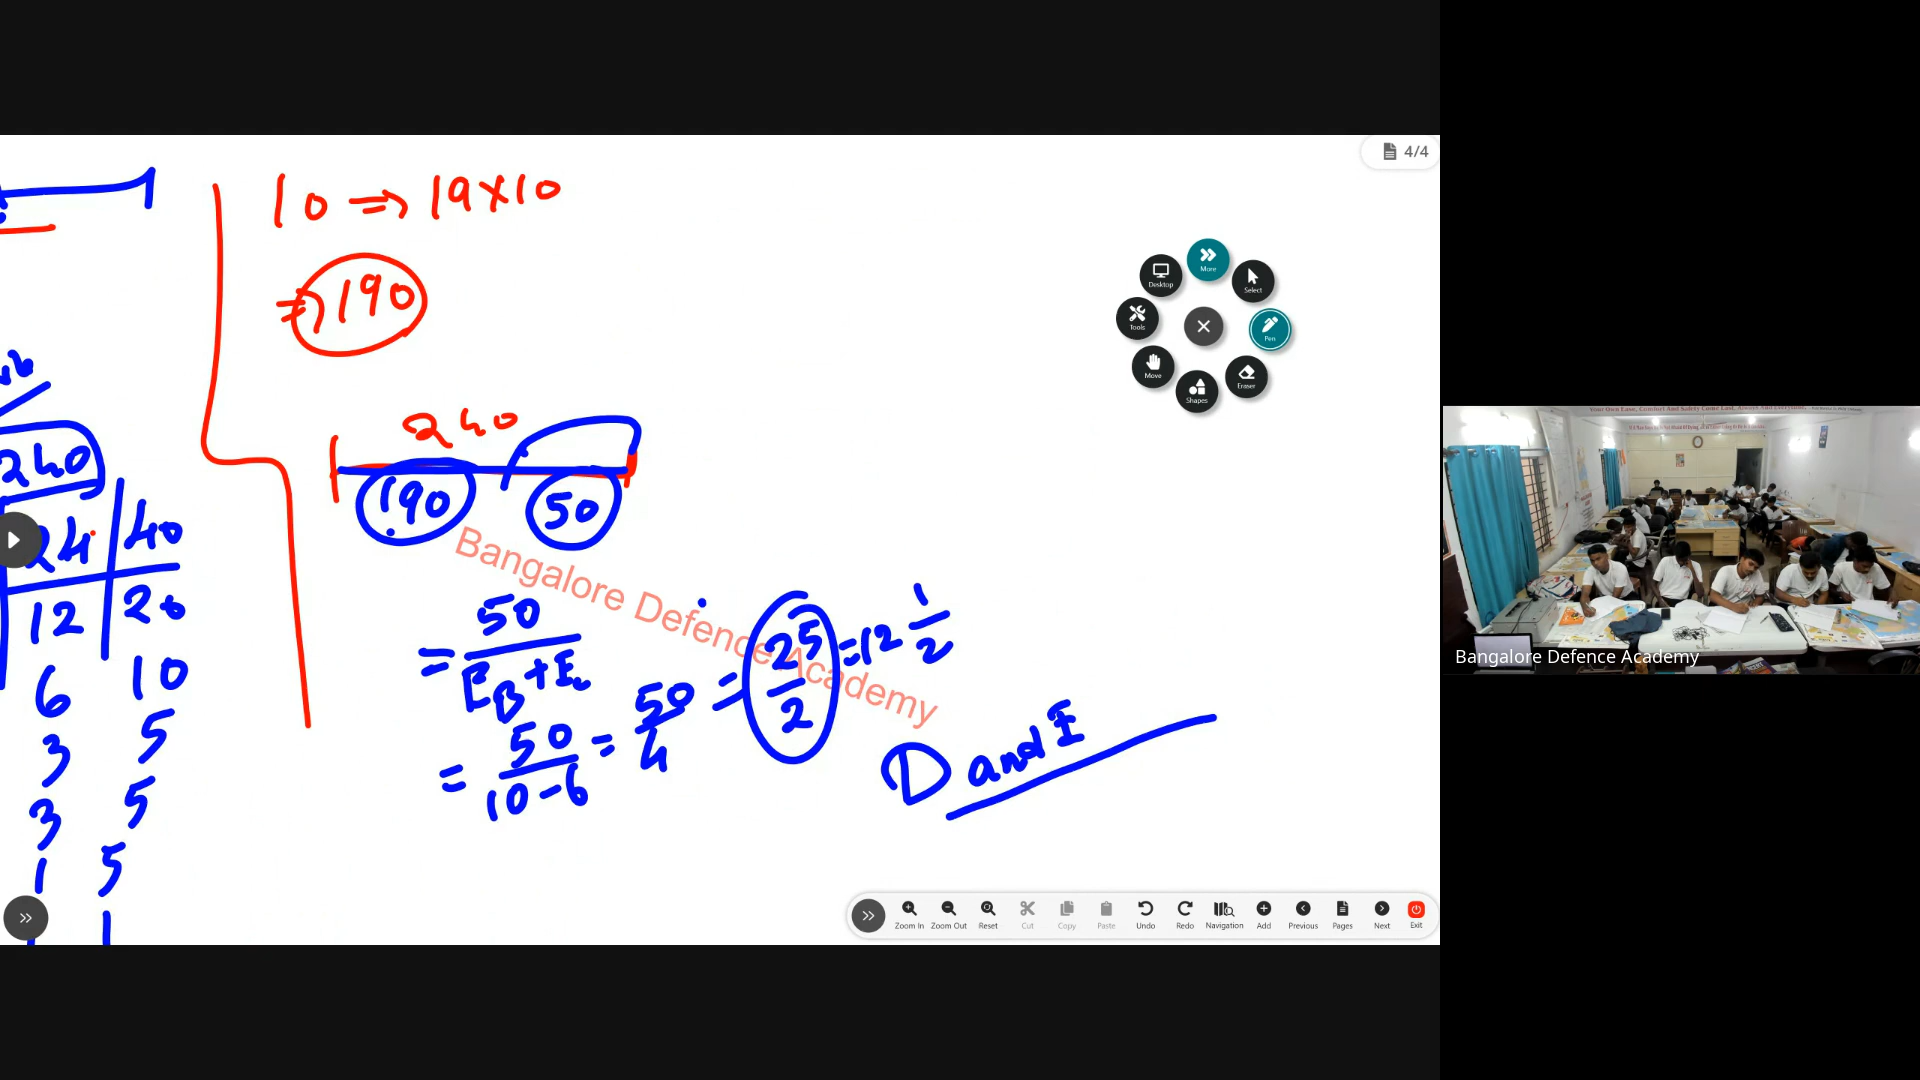 4/4
10 ⇒ 19×10
⇒ 190
240
190 50
240
24 40
12 20
6 10
3 5
3 5
1 5
1
= 50 / (E_B + E_C)
= 50 / (10 - 6) = 50 / 4 = 25 / 2 = 12 1/2
D and E
Bangalore Defence Academy
More
Desktop
Select
Tools
Pen
Move
Eraser
Shapes
Zoom In Zoom Out Reset Cut Copy Paste Undo Redo Navigation Add Previous Pages Next Exit
Bangalore Defence Academy